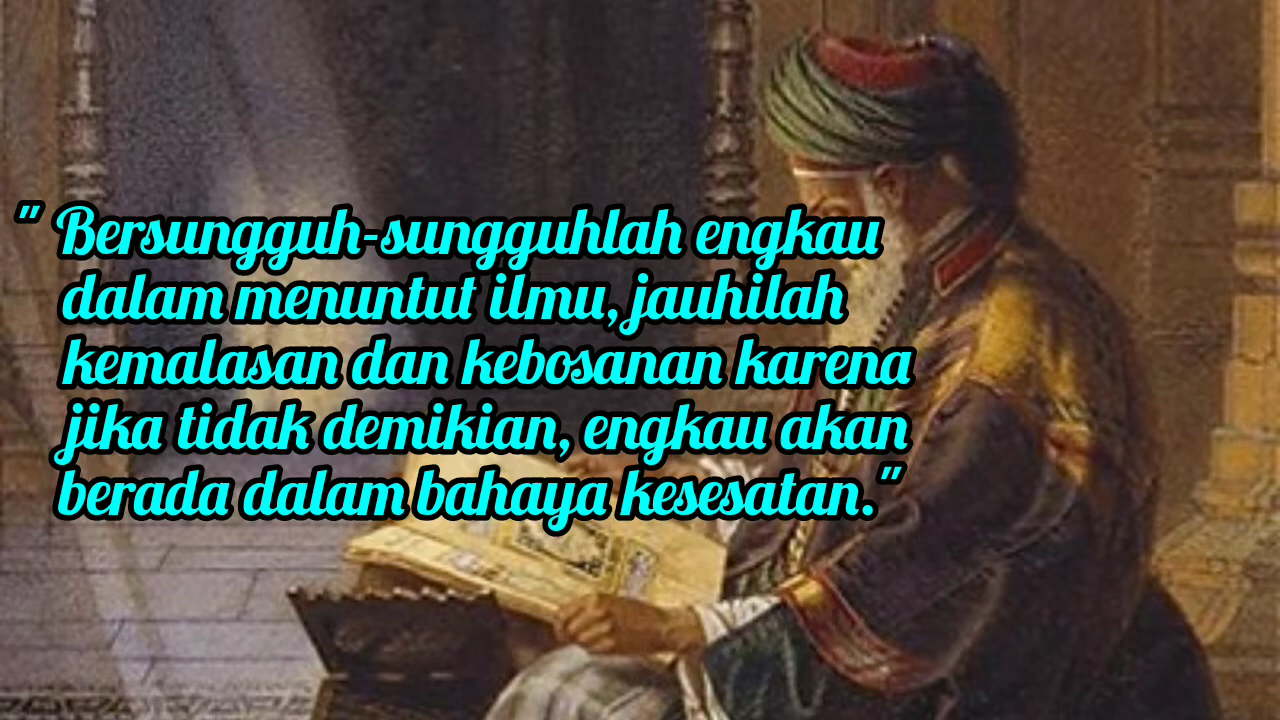 " Bersungguh-sungguhlah engkau
dalam menuntut ilmu, jauhilah
kemalasan dan kebosanan karena
jika tidak demikian, engkau akan
berada dalam bahaya kesesatan."